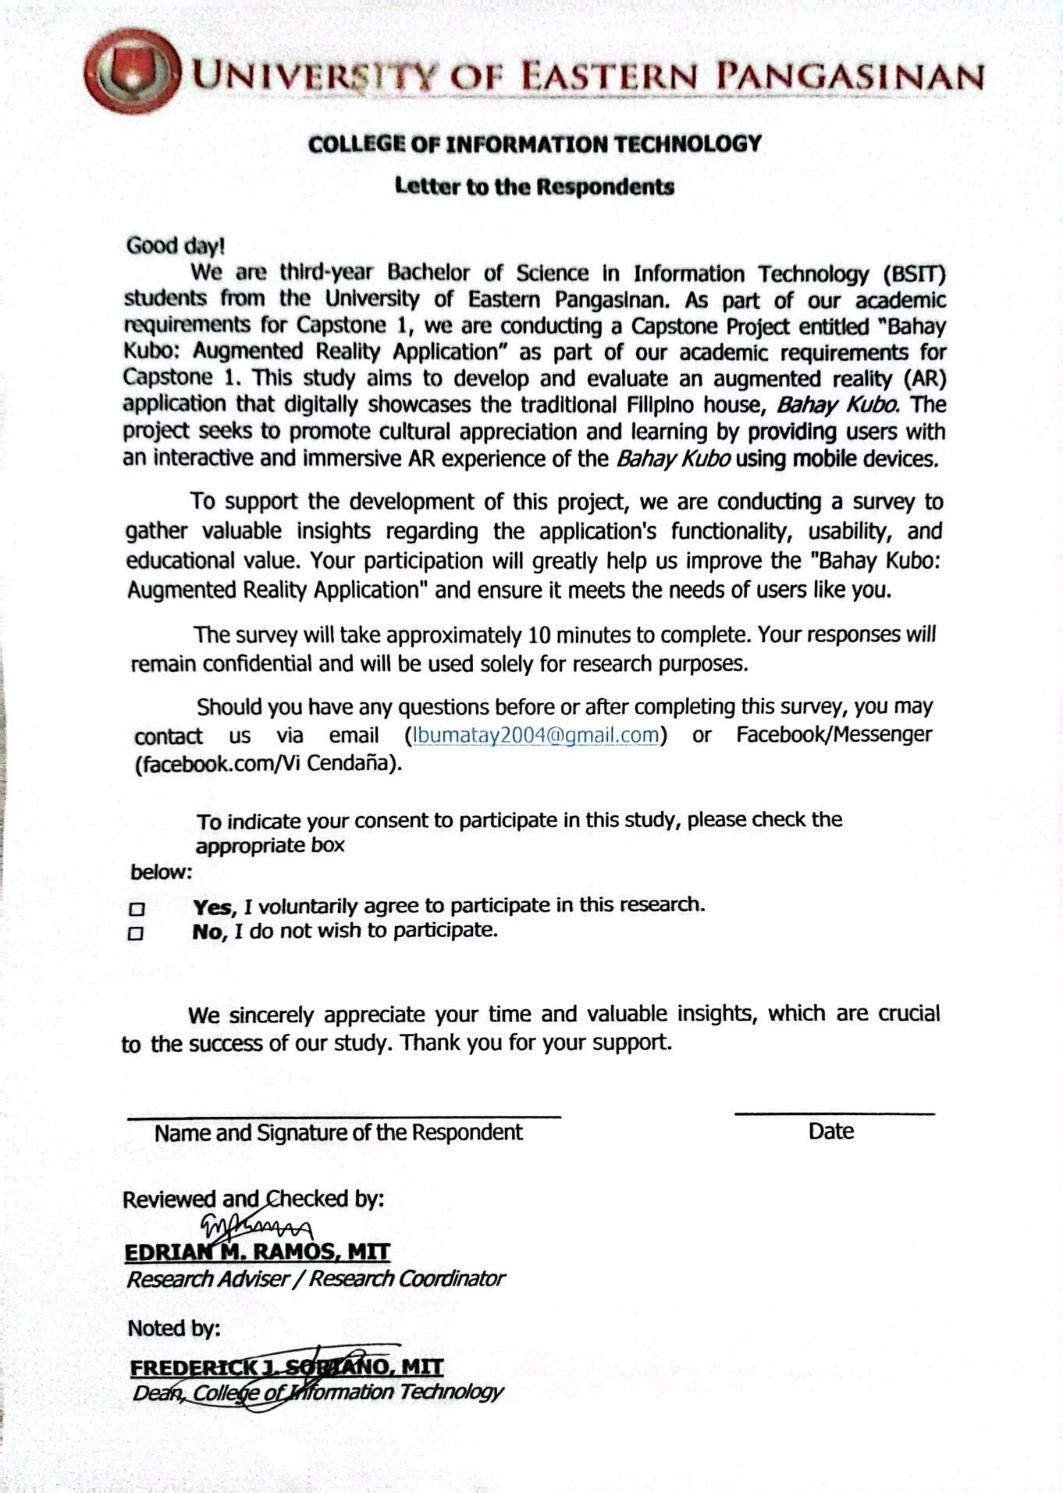 UNIVERSITY OF EASTERN PANGASINAN
COLLEGE OF INFORMATION TECHNOLOGY
Letter to the Respondents
Good day!
We are third-year Bachelor of Science in Information Technology (BSIT)
students from the University of Eastern Pangasinan. As part of our academic
requirements for Capstone 1, we are conducting a Capstone Project entitled "Bahay
Kubo: Augmented Reality Application" as part of our academic requirements for
Capstone 1. This study aims to develop and evaluate an augmented reality (AR)
application that digitally showcases the traditional Filipino house, Bahay Kubo. The
project seeks to promote cultural appreciation and learning by providing users with
an interactive and immersive AR experience of the Bahay Kubo using mobile devices.
To support the development of this project, we are conducting a survey to
gather valuable insights regarding the application's functionality, usability, and
educational value. Your participation will greatly help us improve the "Bahay Kubo:
Augmented Reality Application" and ensure it meets the needs of users like you.
The survey will take approximately 10 minutes to complete. Your responses will
remain confidential and will be used solely for research purposes.
Should you have any questions before or after completing this survey, you may
contact us via email (lbumatay2004@gmail.com) or Facebook/Messenger
(facebook.com/Vi Cendaña).
To indicate your consent to participate in this study, please check the
appropriate box
below:
☐ Yes, I voluntarily agree to participate in this research.
☐ No, I do not wish to participate.
We sincerely appreciate your time and valuable insights, which are crucial
to the success of our study. Thank you for your support.
Name and Signature of the Respondent Date
Reviewed and Checked by:
EDRIAN M. RAMOS, MIT
Research Adviser / Research Coordinator
Noted by:
FREDERICK J. SORIANO, MIT
Dean, College of Information Technology